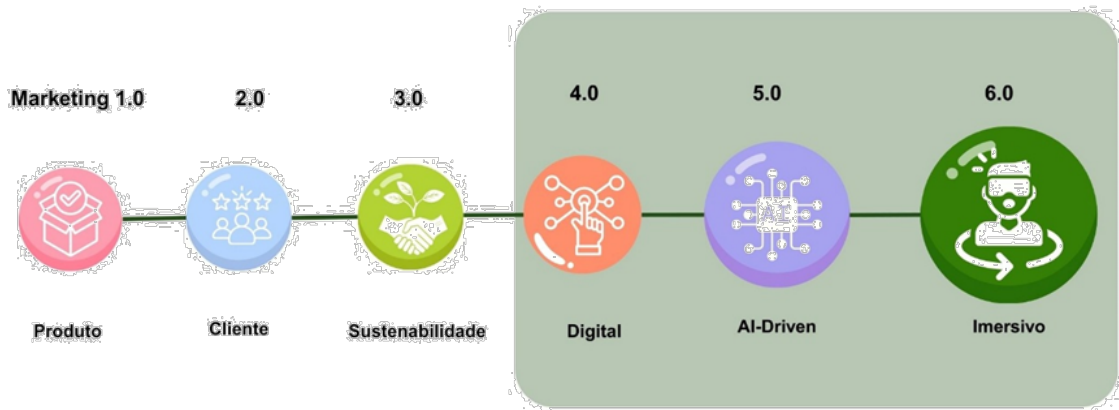 Marketing 1.0 2.0 3.0 4.0 5.0 6.0
AI
Produto Cliente Sustenabilidade Digital AI-Driven Imersivo